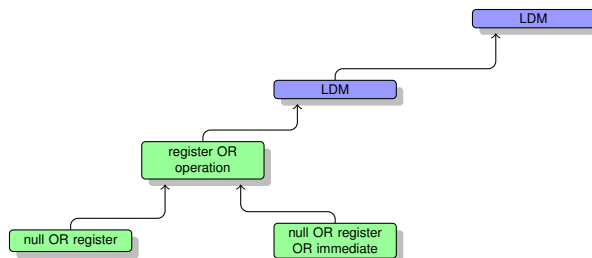 LDM
LDM
register OR
operation
null OR register
null OR register
OR immediate